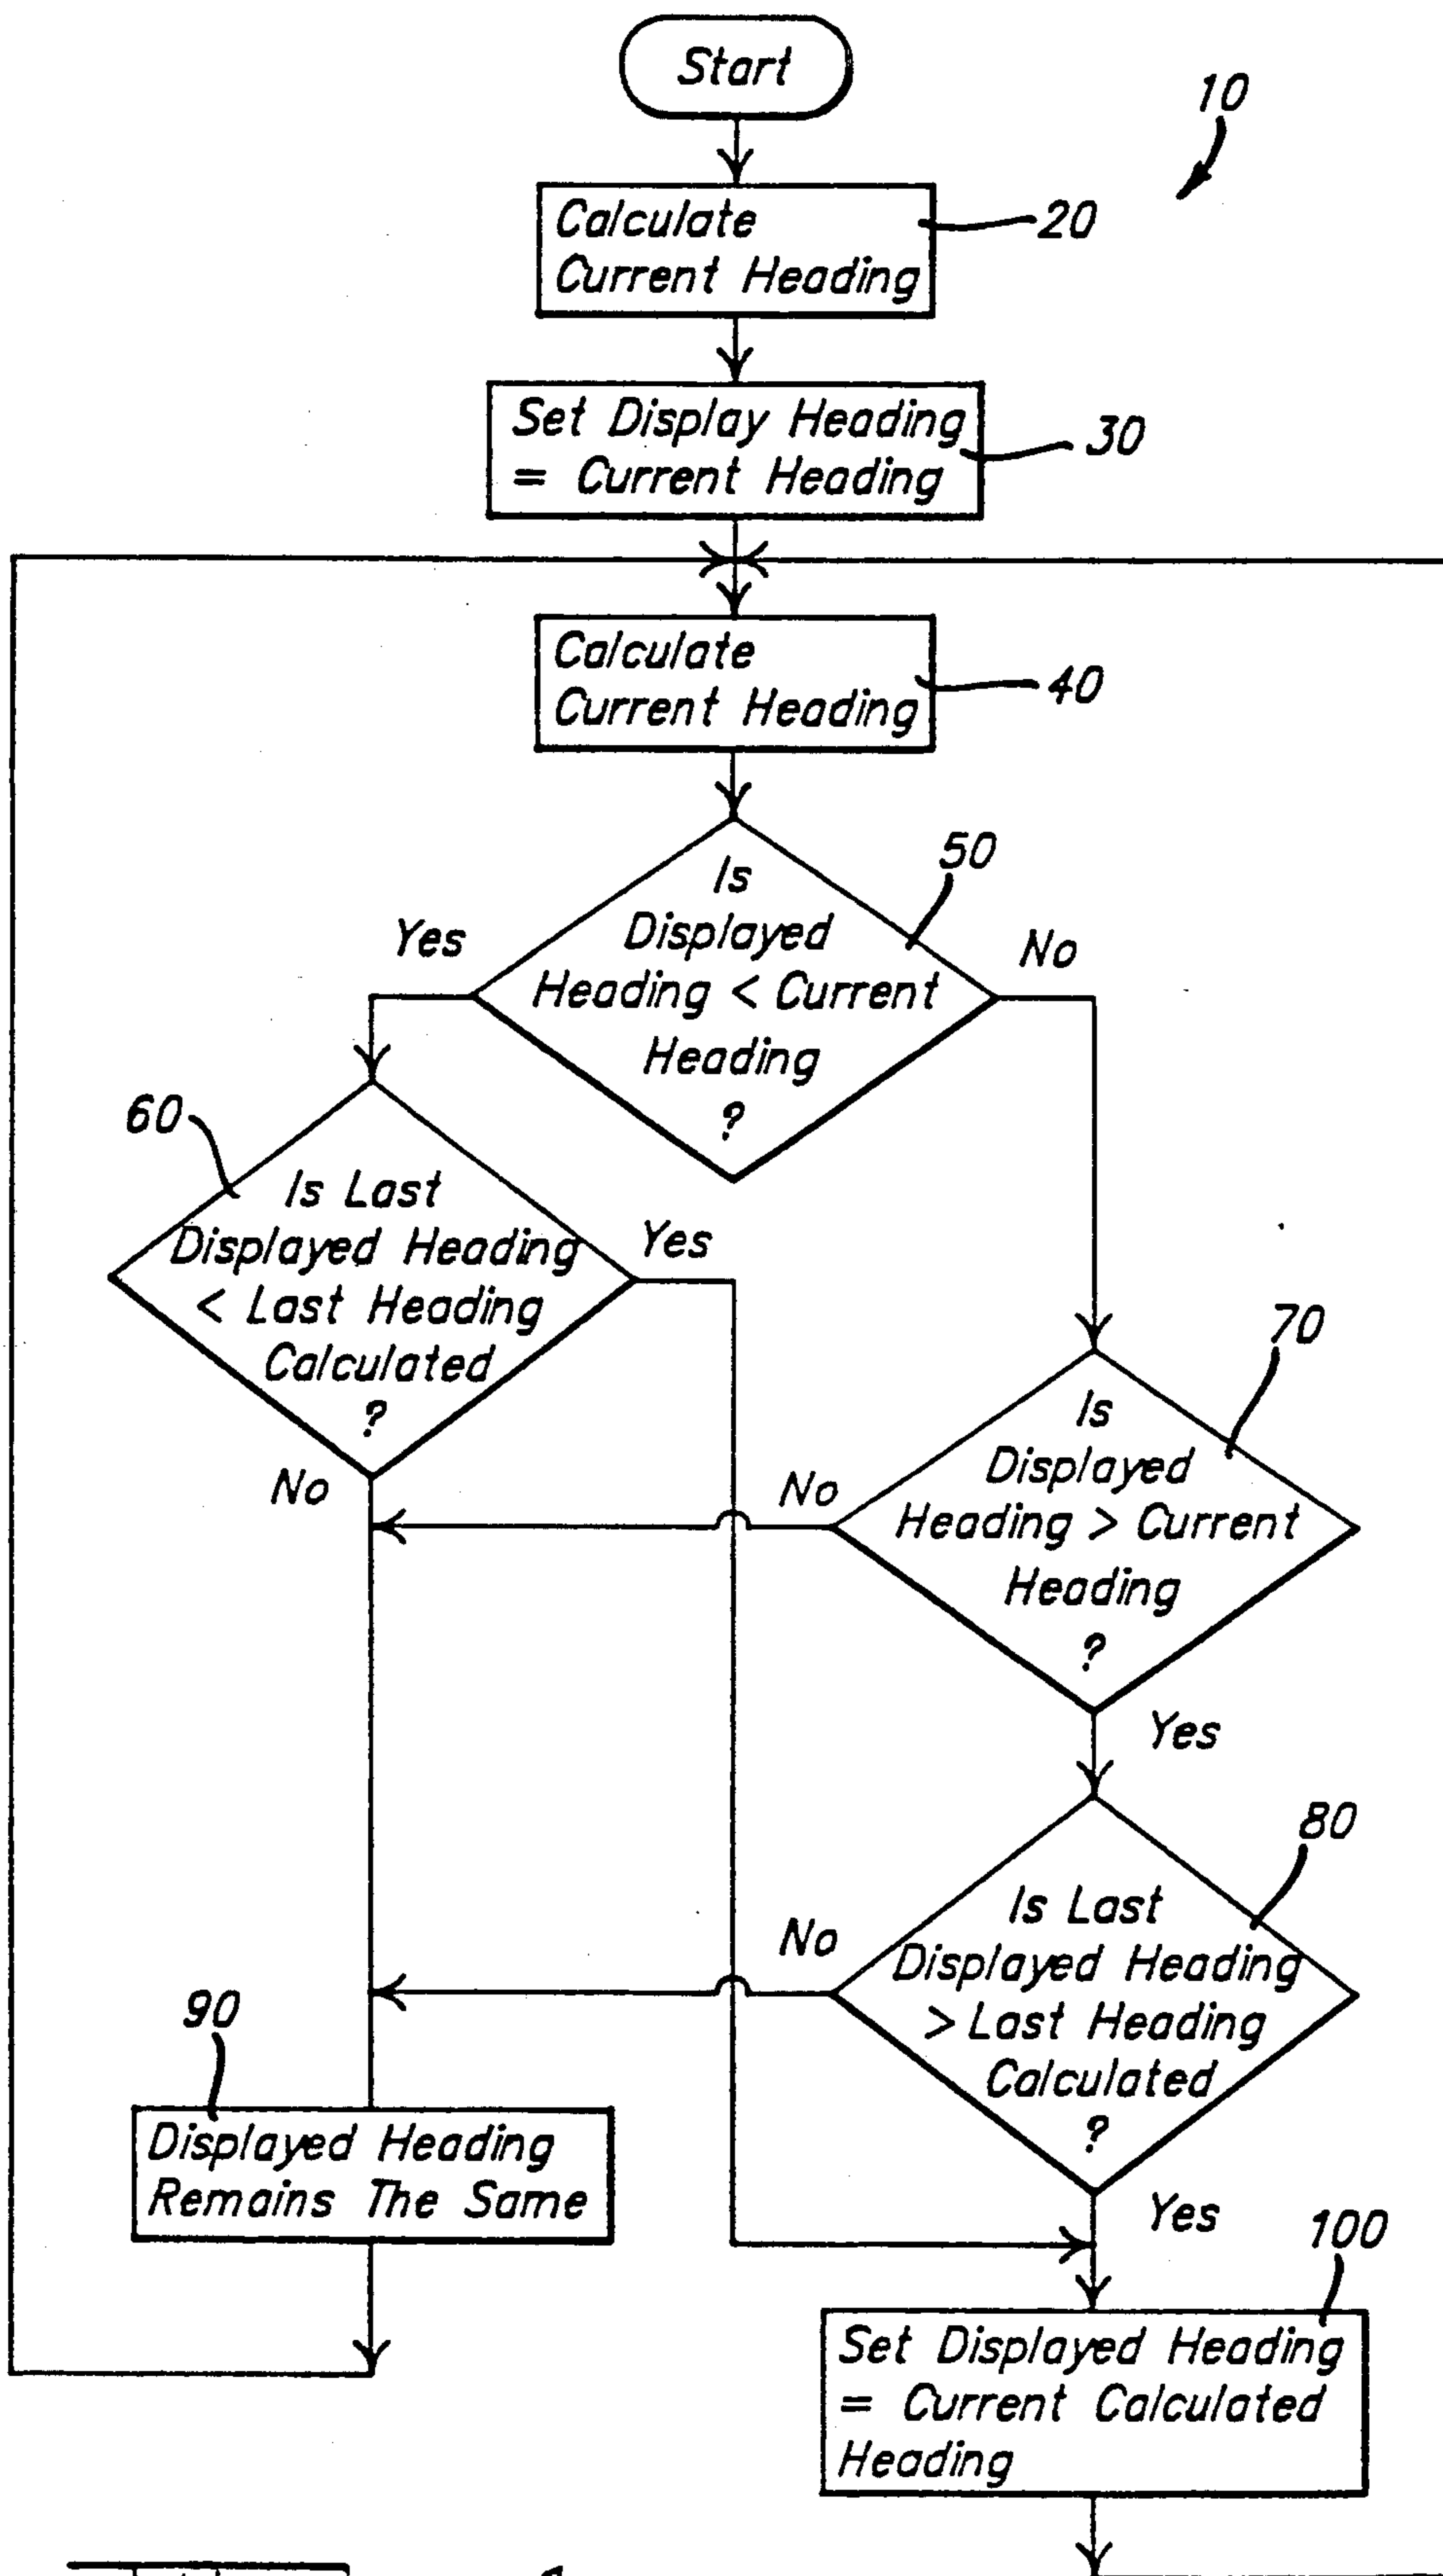 Start
10
Calculate
Current Heading
20
Set Display Heading
= Current Heading
30
Calculate
Current Heading
40
Is
Displayed
Heading < Current
Heading
?
50
Yes
No
60
Is Last
Displayed Heading
< Last Heading
Calculated
?
Yes
No
70
Is
Displayed
Heading > Current
Heading
?
No
Yes
80
Is Last
Displayed Heading
> Last Heading
Calculated
?
No
Yes
90
Displayed Heading
Remains The Same
100
Set Displayed Heading
= Current Calculated
Heading